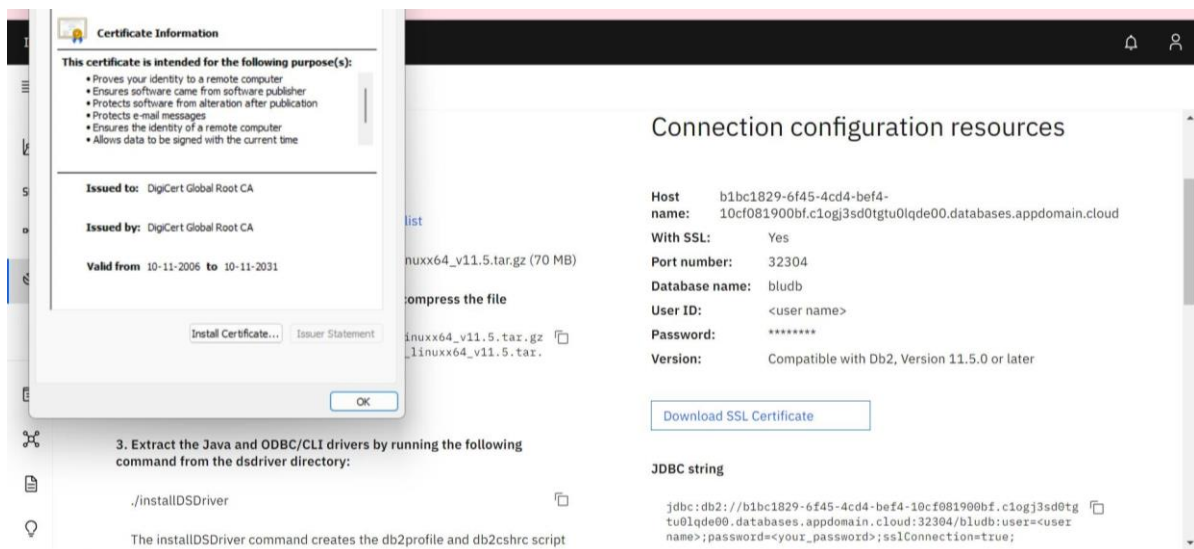 Certificate Information
This certificate is intended for the following purpose(s):
• Proves your identity to a remote computer
• Ensures software came from software publisher
• Protects software from alteration after publication
• Protects e-mail messages
• Ensures the identity of a remote computer
• Allows data to be signed with the current time
Issued to: DigiCert Global Root CA
Issued by: DigiCert Global Root CA
Valid from 10-11-2006 to 10-11-2031
Install Certificate...
Issuer Statement
OK
list
nuxx64_v11.5.tar.gz (70 MB)
compress the file
inuxx64_v11.5.tar.gz
_linuxx64_v11.5.tar.
3. Extract the Java and ODBC/CLI drivers by running the following
command from the dsdriver directory:
./installDSDriver
The installDSDriver command creates the db2profile and db2cshrc script
Connection configuration resources
Host name: b1bc1829-6f45-4cd4-bef4-
10cf081900bf.c1ogj3sd0tgtu0lqde00.databases.appdomain.cloud
With SSL: Yes
Port number: 32304
Database name: bludb
User ID: <user name>
Password: ********
Version: Compatible with Db2, Version 11.5.0 or later
Download SSL Certificate
JDBC string
jdbc:db2://b1bc1829-6f45-4cd4-bef4-10cf081900bf.c1ogj3sd0tg
tu0lqde00.databases.appdomain.cloud:32304/bludb:user=<user
name>;password=<your_password>;sslConnection=true;